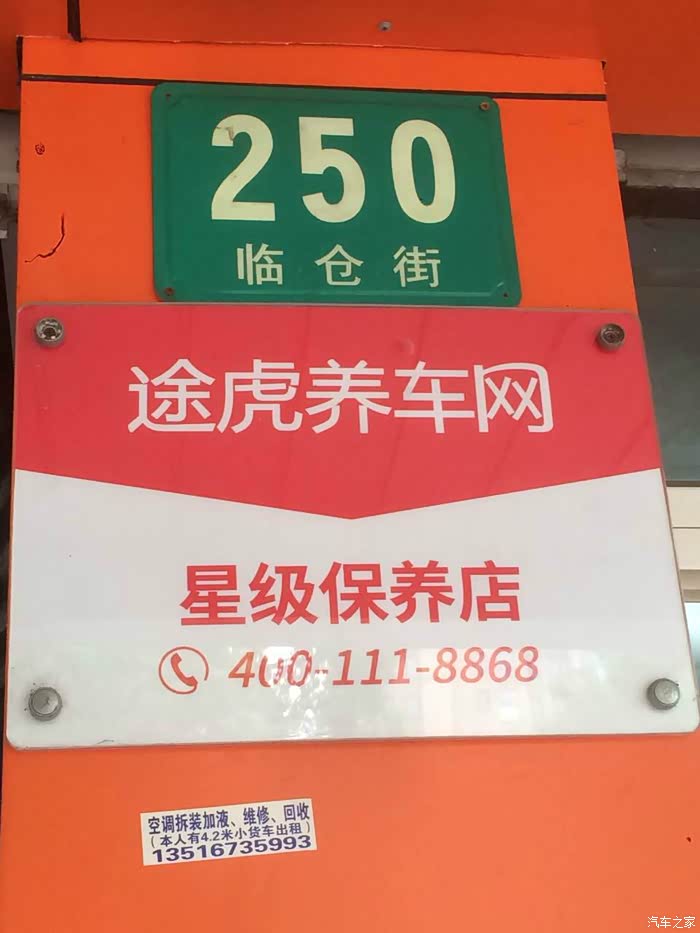 250
临仓街
途虎养车网
星级保养店
400-111-8868
空调拆装加液、维修、回收
(本人有4.2米小货车出租)
13516735993
汽车之家